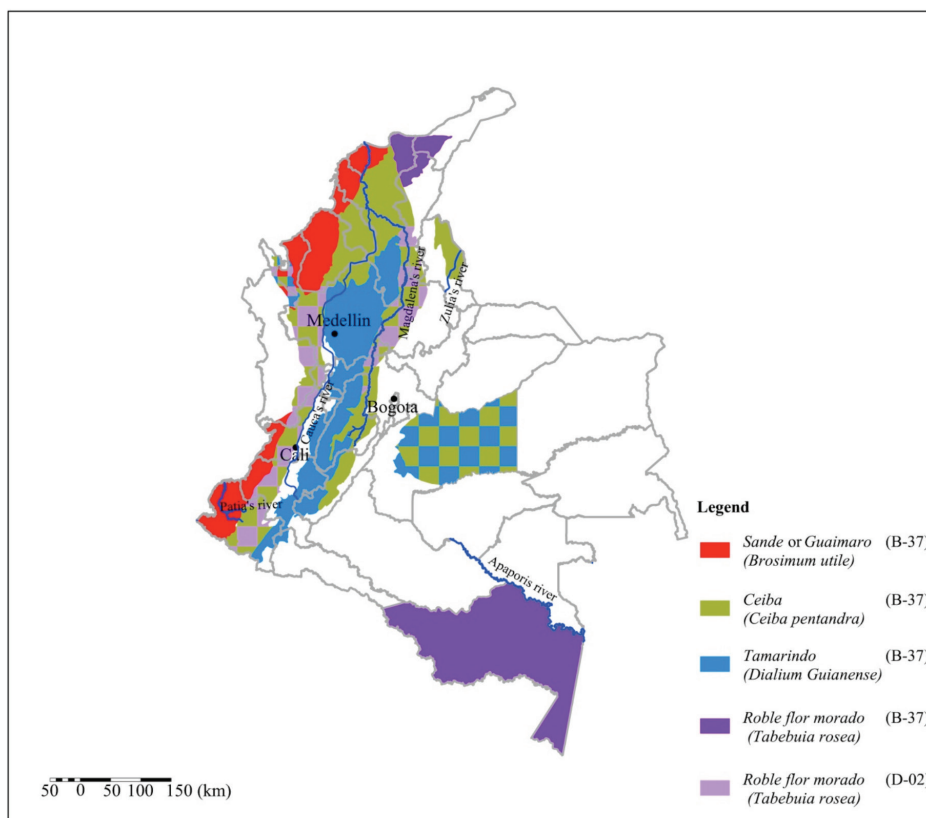 Magdalena's river
Zulia's river
Medellin
Cauca's river
Bogota
Cali
Patia's river
Apaporis river
Legend
Sande or Guaimaro (B-37)
(Brosimum utile)
Ceiba (B-37)
(Ceiba pentandra)
Tamarindo (B-37)
(Dialium Guianense)
Roble flor morado (B-37)
(Tabebuia rosea)
Roble flor morado (D-02)
(Tabebuia rosea)
50 0 50 100 150 (km)